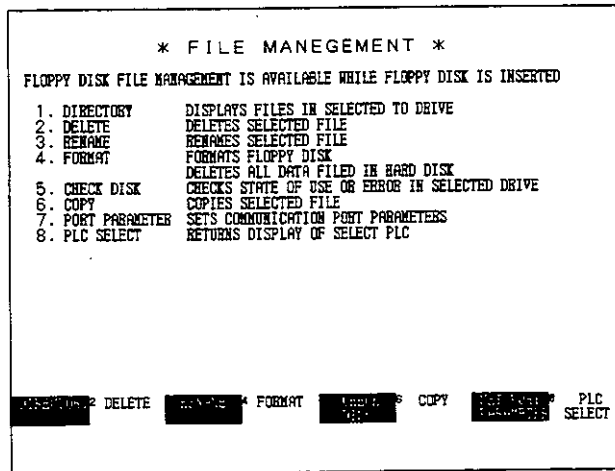 * FILE MANEGEMENT *
FLOPPY DISK FILE MANAGEMENT IS AVAILABLE WHILE FLOPPY DISK IS INSERTED
1. DIRECTORY DISPLAYS FILES IN SELECTED TO DRIVE
2. DELETE DELETES SELECTED FILE
3. RENAME RENAMES SELECTED FILE
4. FORMAT FORMATS FLOPPY DISK
DELETES ALL DATA FILED IN HARD DISK
5. CHECK DISK CHECKS STATE OF USE OR ERROR IN SELECTED DRIVE
6. COPY COPIES SELECTED FILE
7. PORT PARAMETER SETS COMMUNICATION PORT PARAMETERS
8. PLC SELECT RETURNS DISPLAY OF SELECT PLC
2 DELETE 4 FORMAT 6 COPY 8 PLC
SELECT